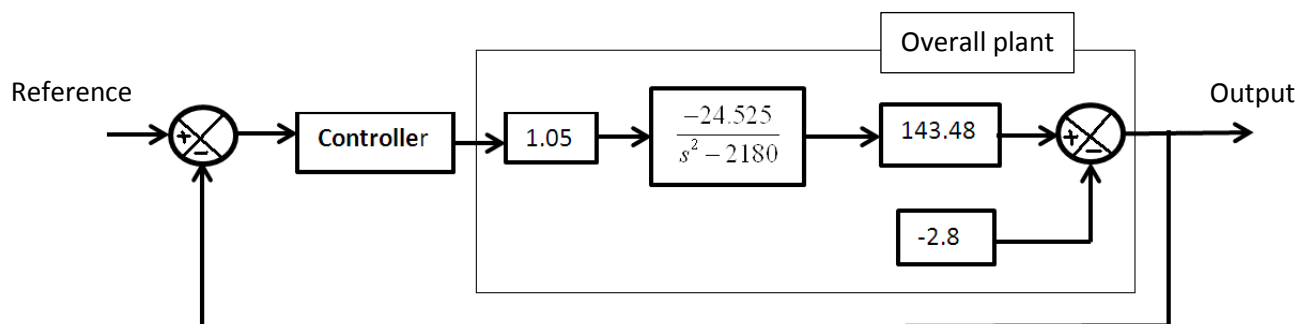 Overall plant
Reference
Output
+
−
Controller
1.05
−24.525
s² − 2180
143.48
+
−
-2.8